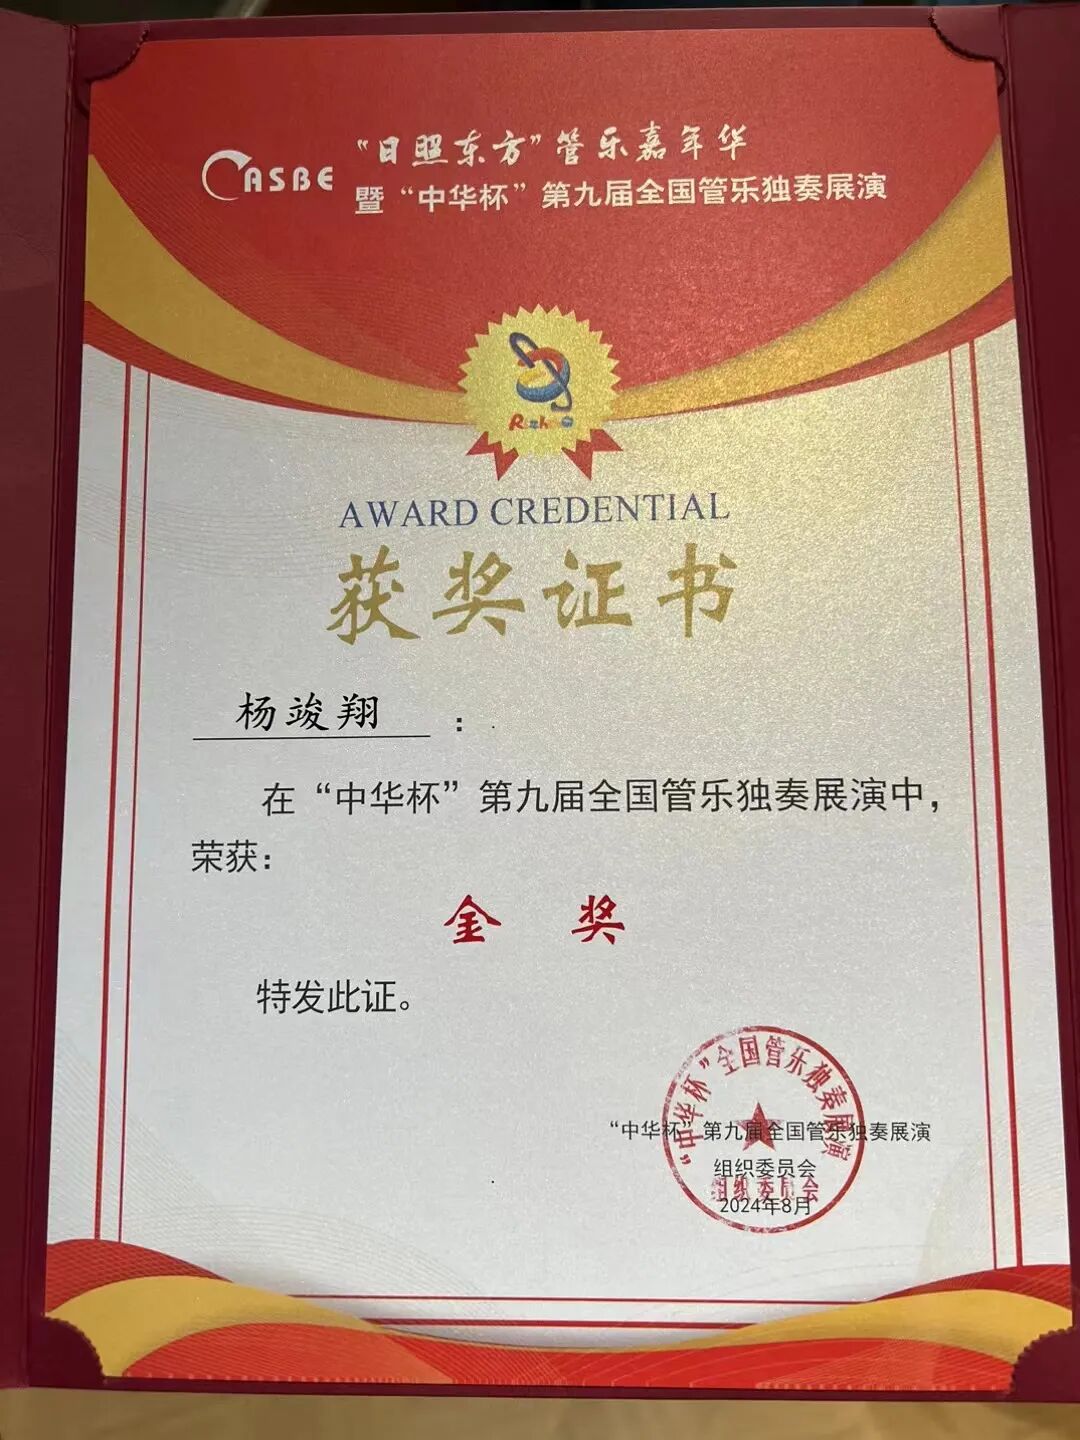 CASBE
“日照东方”管乐嘉年华
暨“中华杯”第九届全国管乐独奏展演
Rizhao
AWARD CREDENTIAL
获奖证书
杨竣翔：
在“中华杯”第九届全国管乐独奏展演中，
荣获：
金 奖
特发此证。
“中华杯”第九届全国管乐独奏展演
组织委员会
2024年8月
“中华杯”全国管乐独奏展演
组织委员会